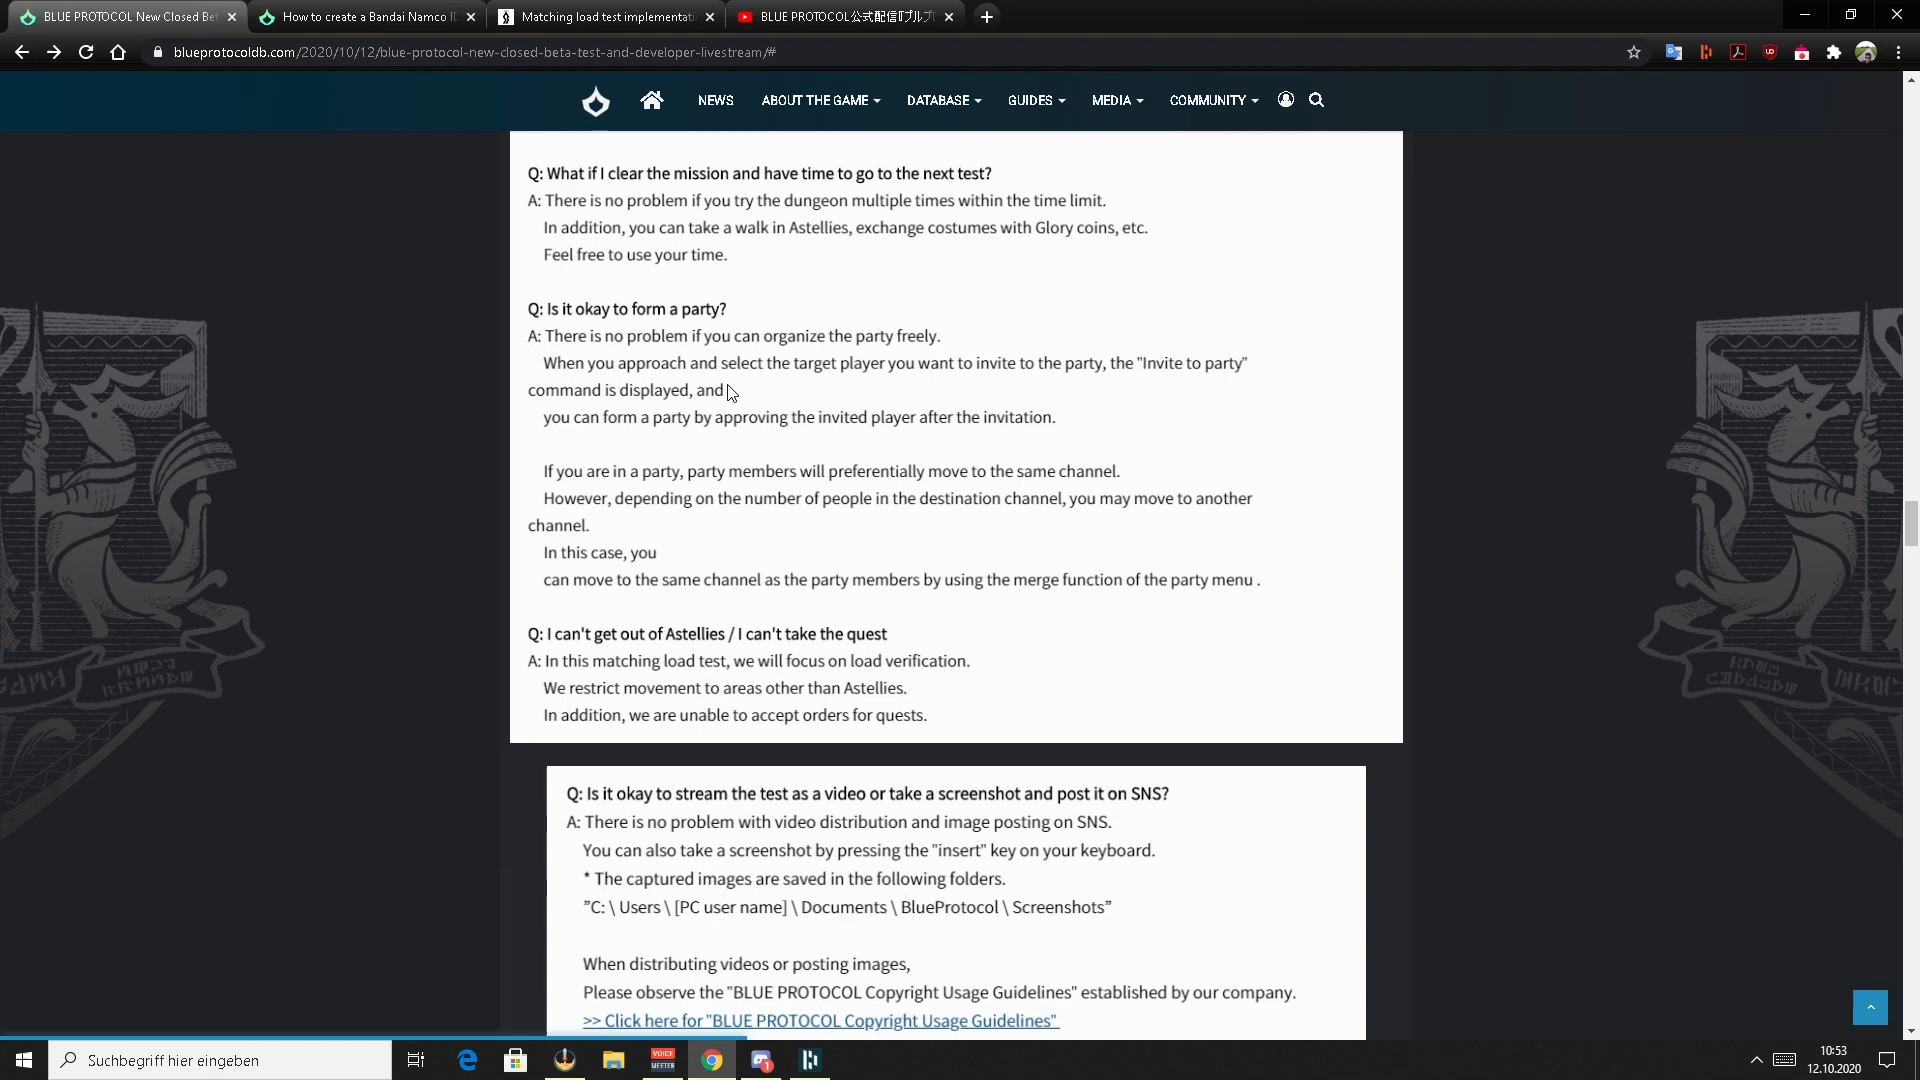 BLUE PROTOCOL New Closed Bet
How to create a Bandai Namco ID
Matching load test implementati
BLUE PROTOCOL公式配信『ブルプ
blueprotocoldb.com/2020/10/12/blue-protocol-new-closed-beta-test-and-developer-livestream/#
NEWS
ABOUT THE GAME
DATABASE
GUIDES
MEDIA
COMMUNITY
Q: What if I clear the mission and have time to go to the next test?
A: There is no problem if you try the dungeon multiple times within the time limit.
In addition, you can take a walk in Astellies, exchange costumes with Glory coins, etc.
Feel free to use your time.
Q: Is it okay to form a party?
A: There is no problem if you can organize the party freely.
When you approach and select the target player you want to invite to the party, the "Invite to party"
command is displayed, and
you can form a party by approving the invited player after the invitation.
If you are in a party, party members will preferentially move to the same channel.
However, depending on the number of people in the destination channel, you may move to another
channel.
In this case, you
can move to the same channel as the party members by using the merge function of the party menu .
Q: I can't get out of Astellies / I can't take the quest
A: In this matching load test, we will focus on load verification.
We restrict movement to areas other than Astellies.
In addition, we are unable to accept orders for quests.
Q: Is it okay to stream the test as a video or take a screenshot and post it on SNS?
A: There is no problem with video distribution and image posting on SNS.
You can also take a screenshot by pressing the "insert" key on your keyboard.
* The captured images are saved in the following folders.
”C: \ Users \ [PC user name] \ Documents \ BlueProtocol \ Screenshots”
When distributing videos or posting images,
Please observe the "BLUE PROTOCOL Copyright Usage Guidelines" established by our company.
>> Click here for "BLUE PROTOCOL Copyright Usage Guidelines"
Suchbegriff hier eingeben
VOICE
MEETER
1
10:53
12.10.2020